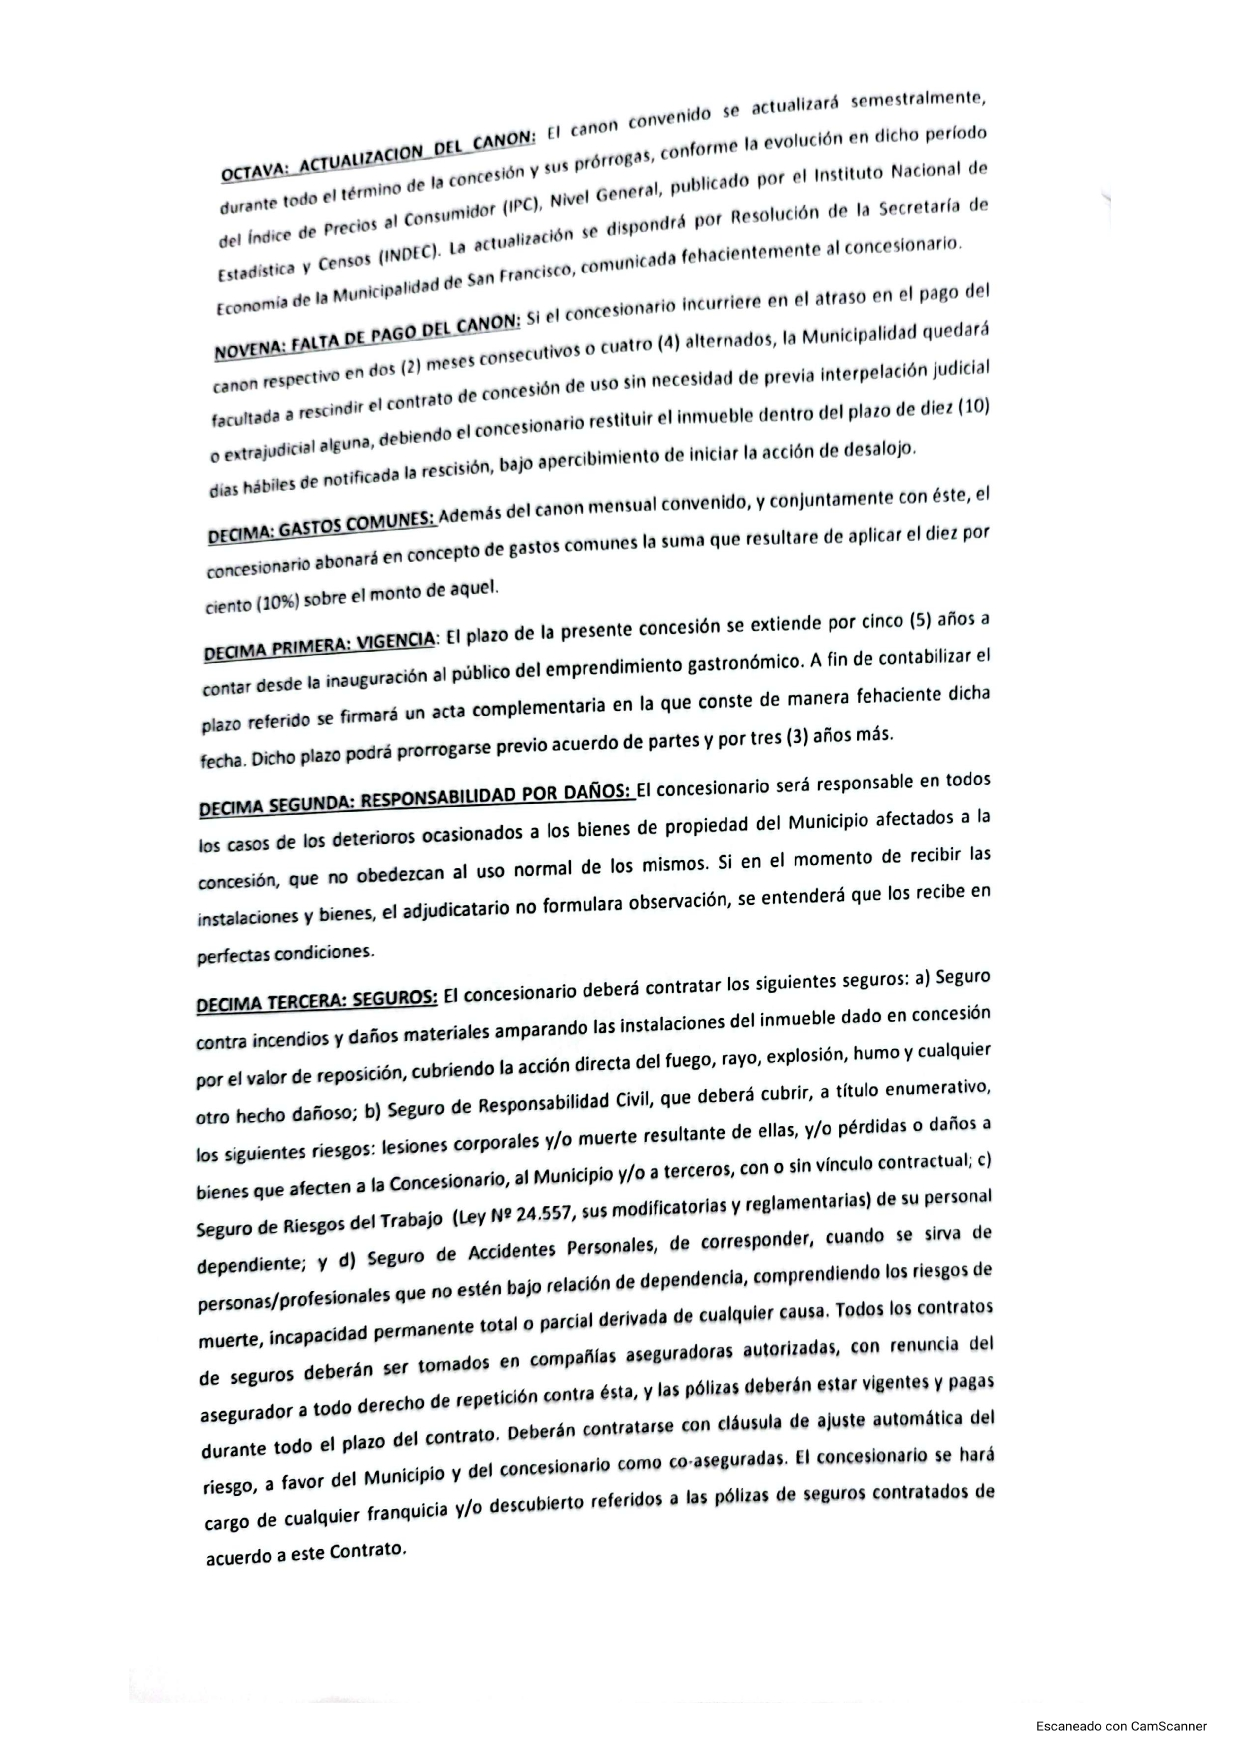 OCTAVA: ACTUALIZACION DEL CANON: El canon convenido se actualizará semestralmente,
durante todo el término de la concesión y sus prórrogas, conforme la evolución en dicho período
del Índice de Precios al Consumidor (IPC), Nivel General, publicado por el Instituto Nacional de
Estadística y Censos (INDEC). La actualización se dispondrá por Resolución de la Secretaría de
Economía de la Municipalidad de San Francisco, comunicada fehacientemente al concesionario.
NOVENA: FALTA DE PAGO DEL CANON: Si el concesionario incurriere en el atraso en el pago del
canon respectivo en dos (2) meses consecutivos o cuatro (4) alternados, la Municipalidad quedará
facultada a rescindir el contrato de concesión de uso sin necesidad de previa interpelación judicial
o extrajudicial alguna, debiendo el concesionario restituir el inmueble dentro del plazo de diez (10)
días hábiles de notificada la rescisión, bajo apercibimiento de iniciar la acción de desalojo.
DECIMA: GASTOS COMUNES: Además del canon mensual convenido, y conjuntamente con éste, el
concesionario abonará en concepto de gastos comunes la suma que resultare de aplicar el diez por
ciento (10%) sobre el monto de aquel.
DECIMA PRIMERA: VIGENCIA: El plazo de la presente concesión se extiende por cinco (5) años a
contar desde la inauguración al público del emprendimiento gastronómico. A fin de contabilizar el
plazo referido se firmará un acta complementaria en la que conste de manera fehaciente dicha
fecha. Dicho plazo podrá prorrogarse previo acuerdo de partes y por tres (3) años más.
DECIMA SEGUNDA: RESPONSABILIDAD POR DAÑOS: El concesionario será responsable en todos
los casos de los deterioros ocasionados a los bienes de propiedad del Municipio afectados a la
concesión, que no obedezcan al uso normal de los mismos. Si en el momento de recibir las
instalaciones y bienes, el adjudicatario no formulara observación, se entenderá que los recibe en
perfectas condiciones.
DECIMA TERCERA: SEGUROS: El concesionario deberá contratar los siguientes seguros: a) Seguro
contra incendios y daños materiales amparando las instalaciones del inmueble dado en concesión
por el valor de reposición, cubriendo la acción directa del fuego, rayo, explosión, humo y cualquier
otro hecho dañoso; b) Seguro de Responsabilidad Civil, que deberá cubrir, a título enumerativo,
los siguientes riesgos: lesiones corporales y/o muerte resultante de ellas, y/o pérdidas o daños a
bienes que afecten a la Concesionario, al Municipio y/o a terceros, con o sin vínculo contractual; c)
Seguro de Riesgos del Trabajo (Ley Nº 24.557, sus modificatorias y reglamentarias) de su personal
dependiente; y d) Seguro de Accidentes Personales, de corresponder, cuando se sirva de
personas/profesionales que no estén bajo relación de dependencia, comprendiendo los riesgos de
muerte, incapacidad permanente total o parcial derivada de cualquier causa. Todos los contratos
de seguros deberán ser tomados en compañías aseguradoras autorizadas, con renuncia del
asegurador a todo derecho de repetición contra ésta, y las pólizas deberán estar vigentes y pagas
durante todo el plazo del contrato. Deberán contratarse con cláusula de ajuste automática del
riesgo, a favor del Municipio y del concesionario como co-aseguradas. El concesionario se hará
cargo de cualquier franquicia y/o descubierto referidos a las pólizas de seguros contratados de
acuerdo a este Contrato.
Escaneado con CamScanner